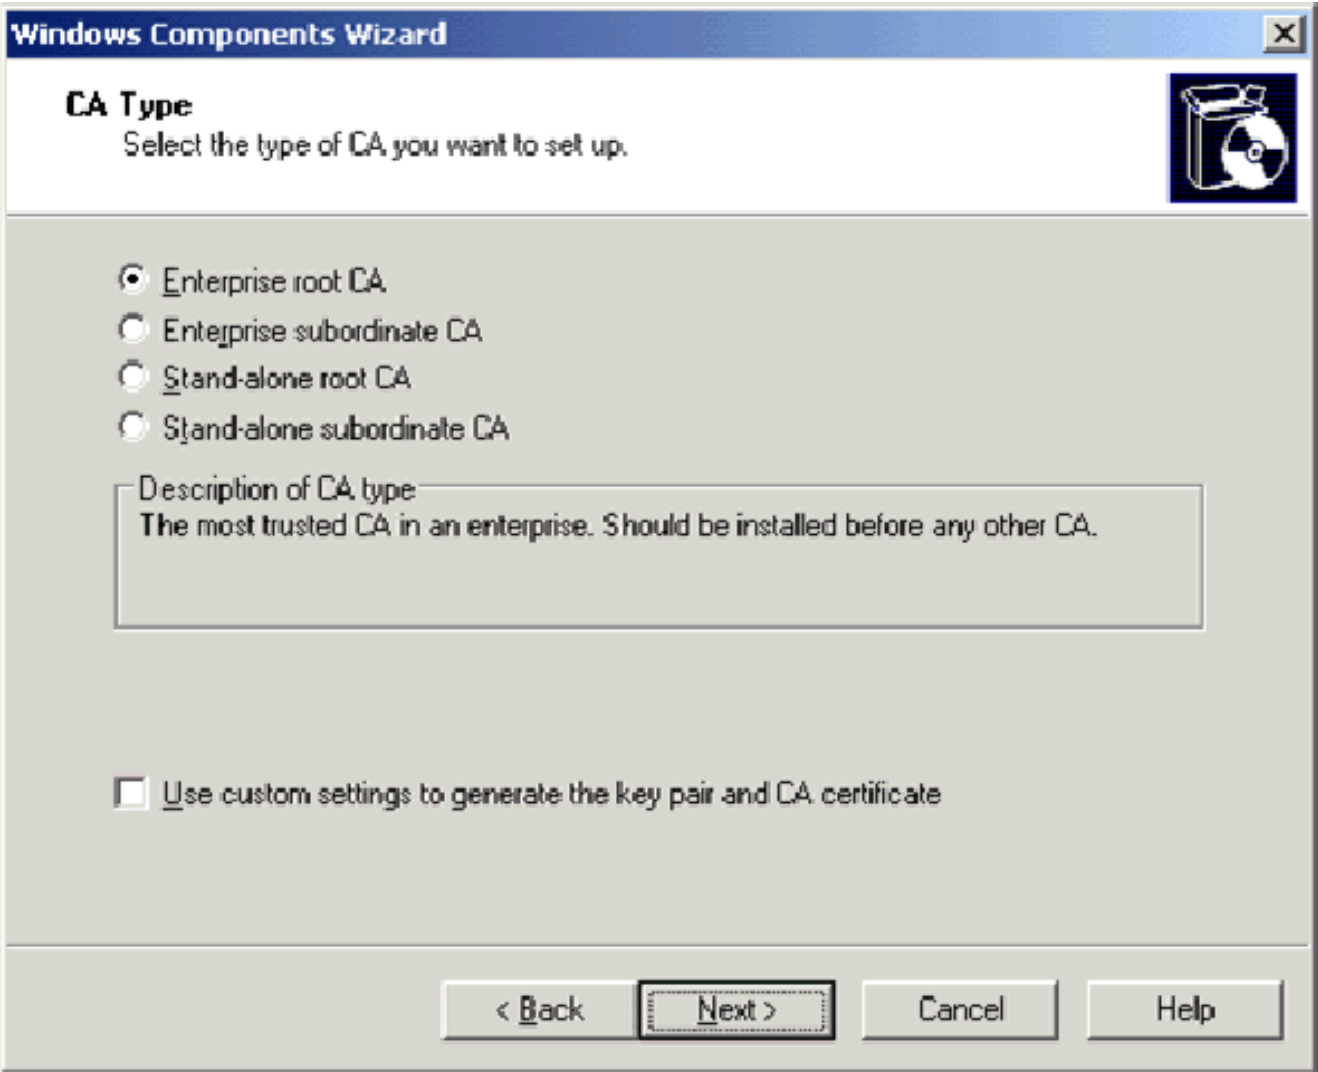 Windows Components Wizard
CA Type
Select the type of CA you want to set up.
Enterprise root CA
Enterprise subordinate CA
Stand-alone root CA
Stand-alone subordinate CA
Description of CA type
The most trusted CA in an enterprise. Should be installed before any other CA.
Use custom settings to generate the key pair and CA certificate
< Back Next > Cancel Help